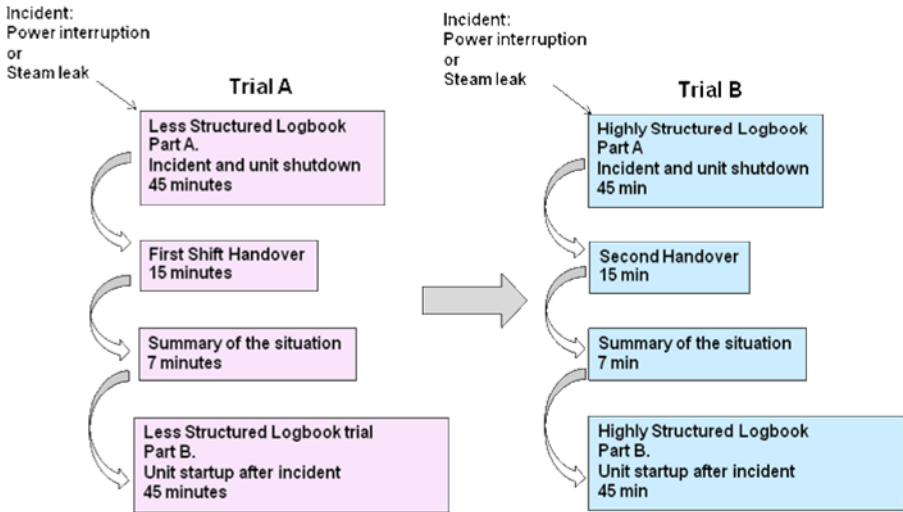 Incident:
Power interruption
or
Steam leak
Trial A
Less Structured Logbook
Part A.
Incident and unit shutdown
45 minutes
First Shift Handover
15 minutes
Summary of the situation
7 minutes
Less Structured Logbook trial
Part B.
Unit startup after incident
45 minutes
Incident:
Power interruption
or
Steam leak
Trial B
Highly Structured Logbook
Part A
Incident and unit shutdown
45 min
Second Handover
15 min
Summary of the situation
7 min
Highly Structured Logbook
Part B.
Unit startup after incident
45 min